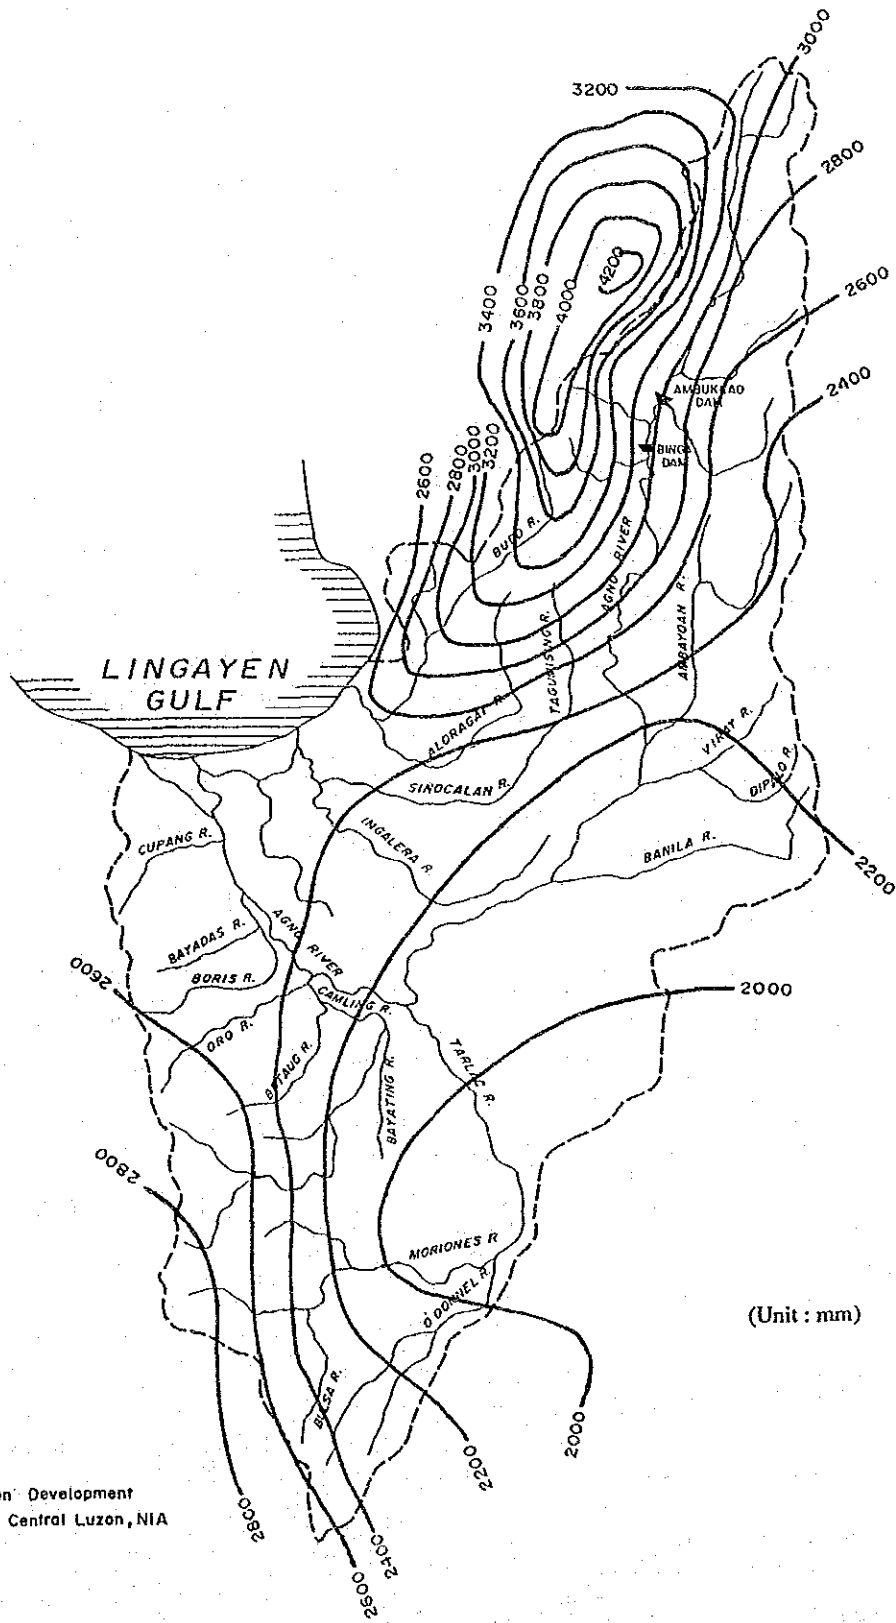 3000
3200
2800
4200
2600
3400
3600
3800
4000
2400
AMBUKLAO
DAM
BINGA
DAM
2600
2800
3000
3200
BUED R.
AGNO RIVER
TAGUMISING R.
AMBAYOAN R.
LINGAYEN
GULF
ALORAGAT R.
VIRAY R.
DIPALO R.
SINOCALAN R.
INGALERA R.
CUPANG R.
BANILA R.
2200
AGNO RIVER
BAYADAS R.
BORIS R.
2600
CAMLING R.
2000
ORO R.
TARLAC R.
BAYATING R.
2800
MORIONES R
O'DONNEL R.
(Unit : mm)
BULSA R.
2000
2200
n Development
Central Luzon, NIA
2800
2400
2600